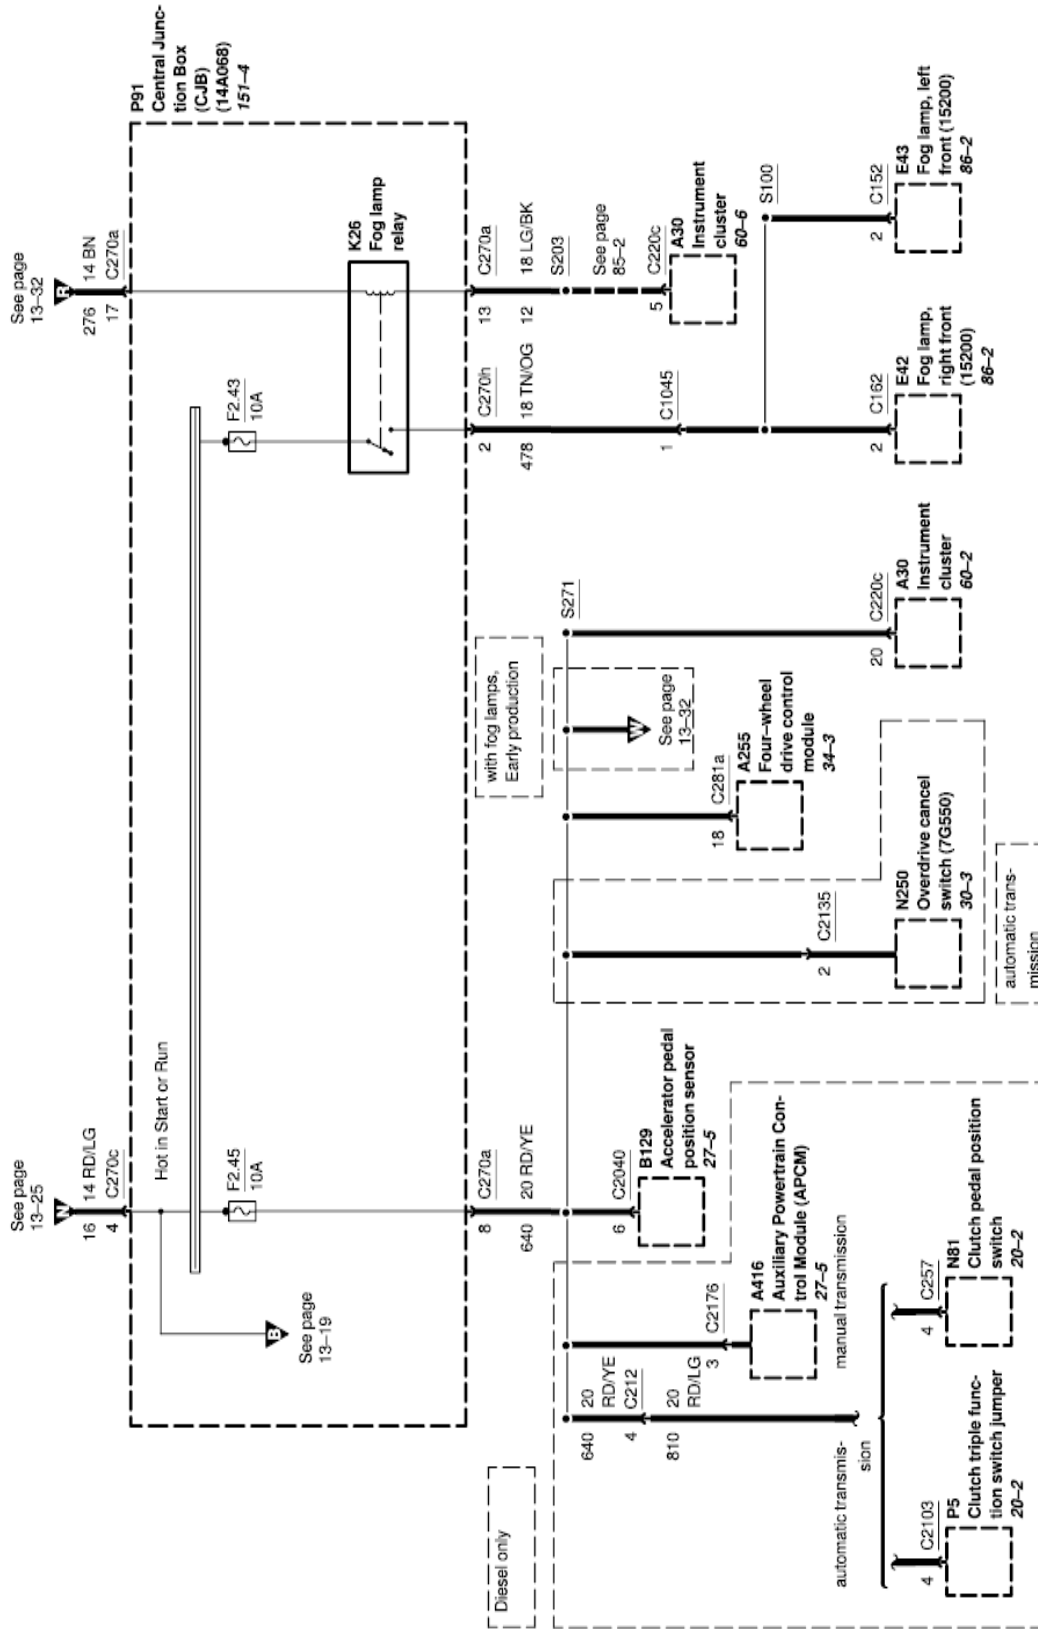 See page
13–25
N
16
14 RD/LG
4
C270c
See page
13–32
R
276
14 BN
17
C270a
P91
Central Junc-
tion Box
(CJB)
(14A068)
151–4
Hot in Start or Run
B
See page
13–19
F2.45
10A
F2.43
10A
K26
Fog lamp
relay
8
C270a
640
20 RD/YE
2
C270h
478
18 TN/OG
13
C270a
12
18 LG/BK
S203
See page
85–2
5
C220c
A30
Instrument
cluster
60–6
1
C1045
S100
2
C162
E42
Fog lamp,
right front
(15200)
86–2
2
C152
E43
Fog lamp, left
front (15200)
86–2
with fog lamps,
Early production
S271
W
See page
13–32
20
C220c
A30
Instrument
cluster
60–2
18
C281a
A255
Four–wheel
drive control
module
34–3
2
C2135
N250
Overdrive cancel
switch (7G550)
30–3
automatic trans-
mission
6
C2040
B129
Accelerator pedal
position sensor
27–5
Diesel only
3
C2176
A416
Auxiliary Powertrain Con-
trol Module (APCM)
27–5
640
20
RD/YE
4
C212
810
20
RD/LG
automatic transmis-
sion
manual transmission
4
C2103
P5
Clutch triple func-
tion switch jumper
20–2
4
C257
N81
Clutch pedal position
switch
20–2